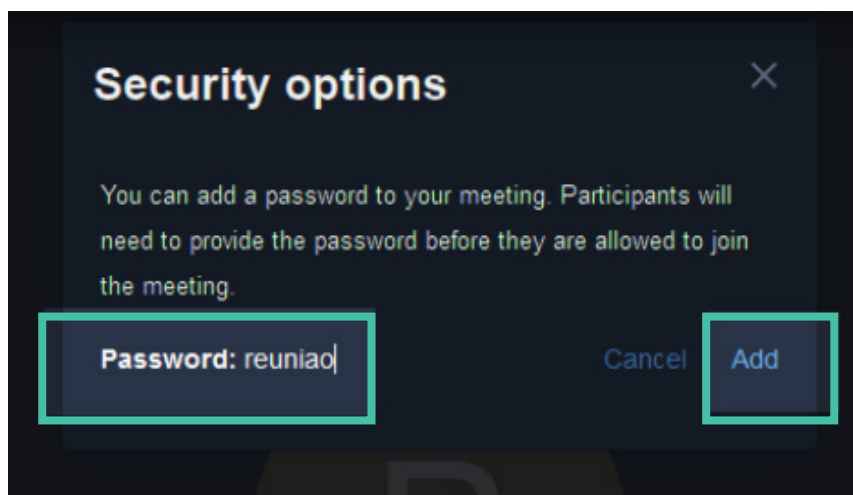 Security options
You can add a password to your meeting. Participants will
need to provide the password before they are allowed to join
the meeting.
Password: reuniao Cancel Add